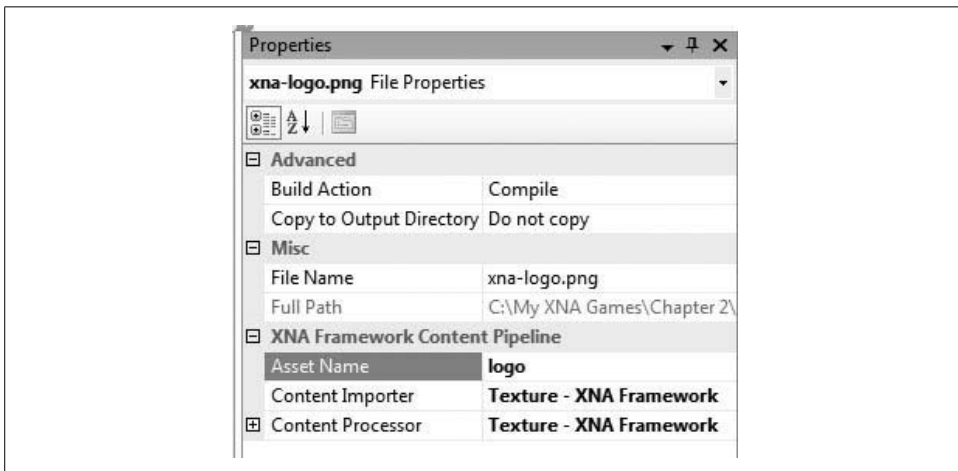 Properties
xna-logo.png File Properties
Advanced
Build Action Compile
Copy to Output Directory Do not copy
Misc
File Name xna-logo.png
Full Path C:\My XNA Games\Chapter 2\
XNA Framework Content Pipeline
Asset Name logo
Content Importer Texture - XNA Framework
Content Processor Texture - XNA Framework